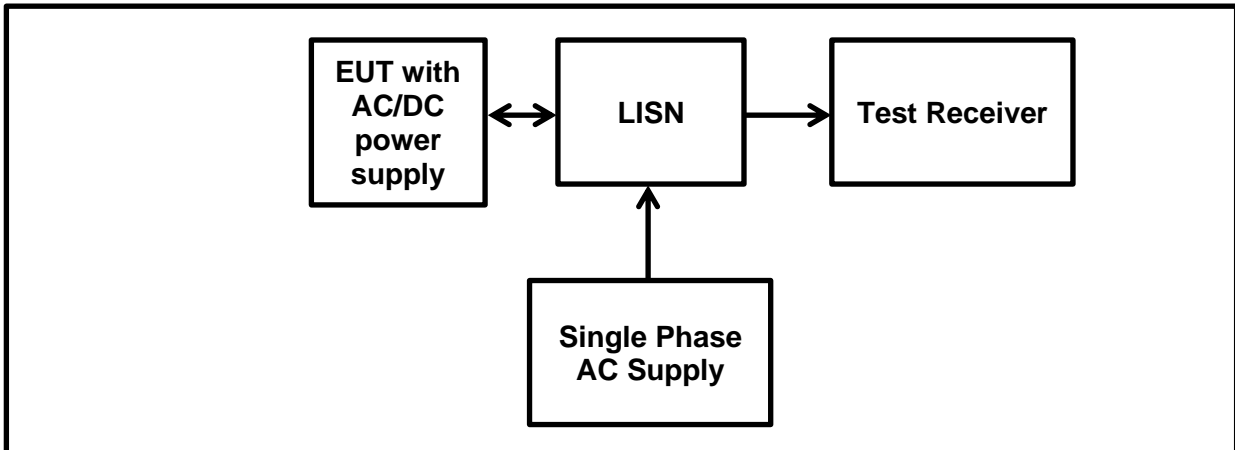 EUT with
AC/DC
power
supply
LISN
Test Receiver
Single Phase
AC Supply